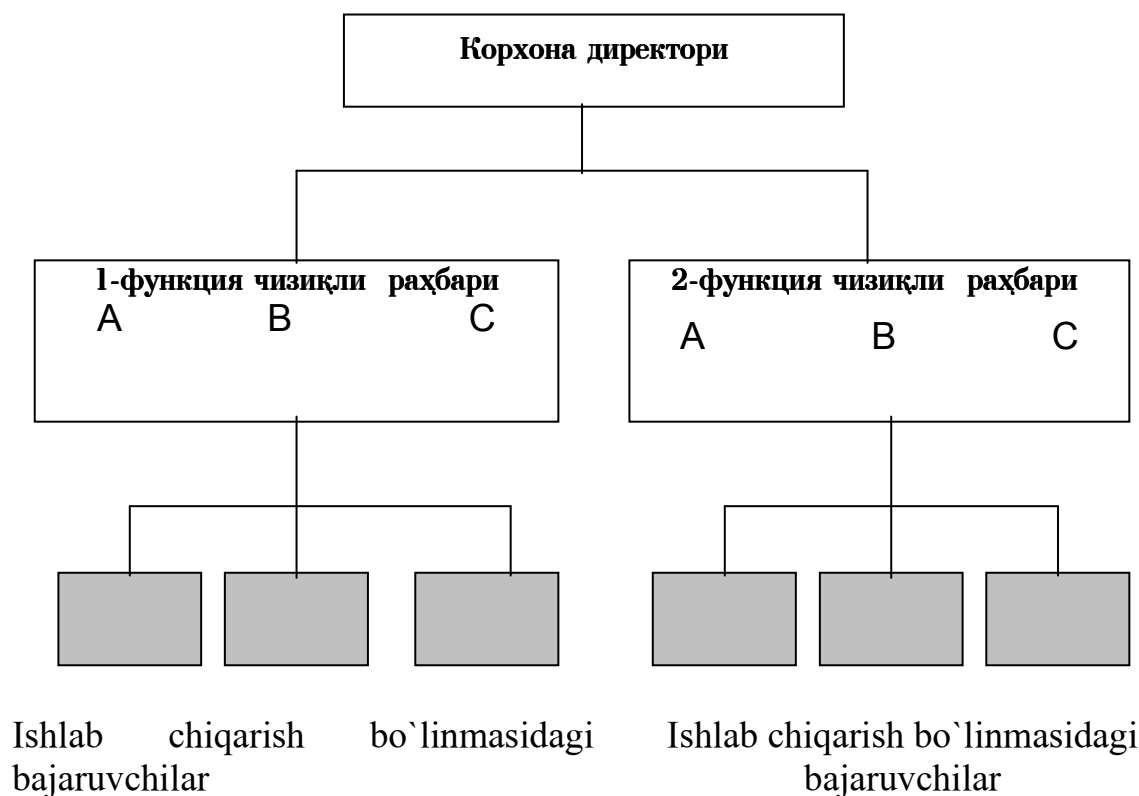 Корхона директори
1-функция чизиқли раҳбари
A B C
2-функция чизиқли раҳбари
A B C
Ishlab chiqarish bo`linmasidagi
bajaruvchilar
Ishlab chiqarish bo`linmasidagi
bajaruvchilar